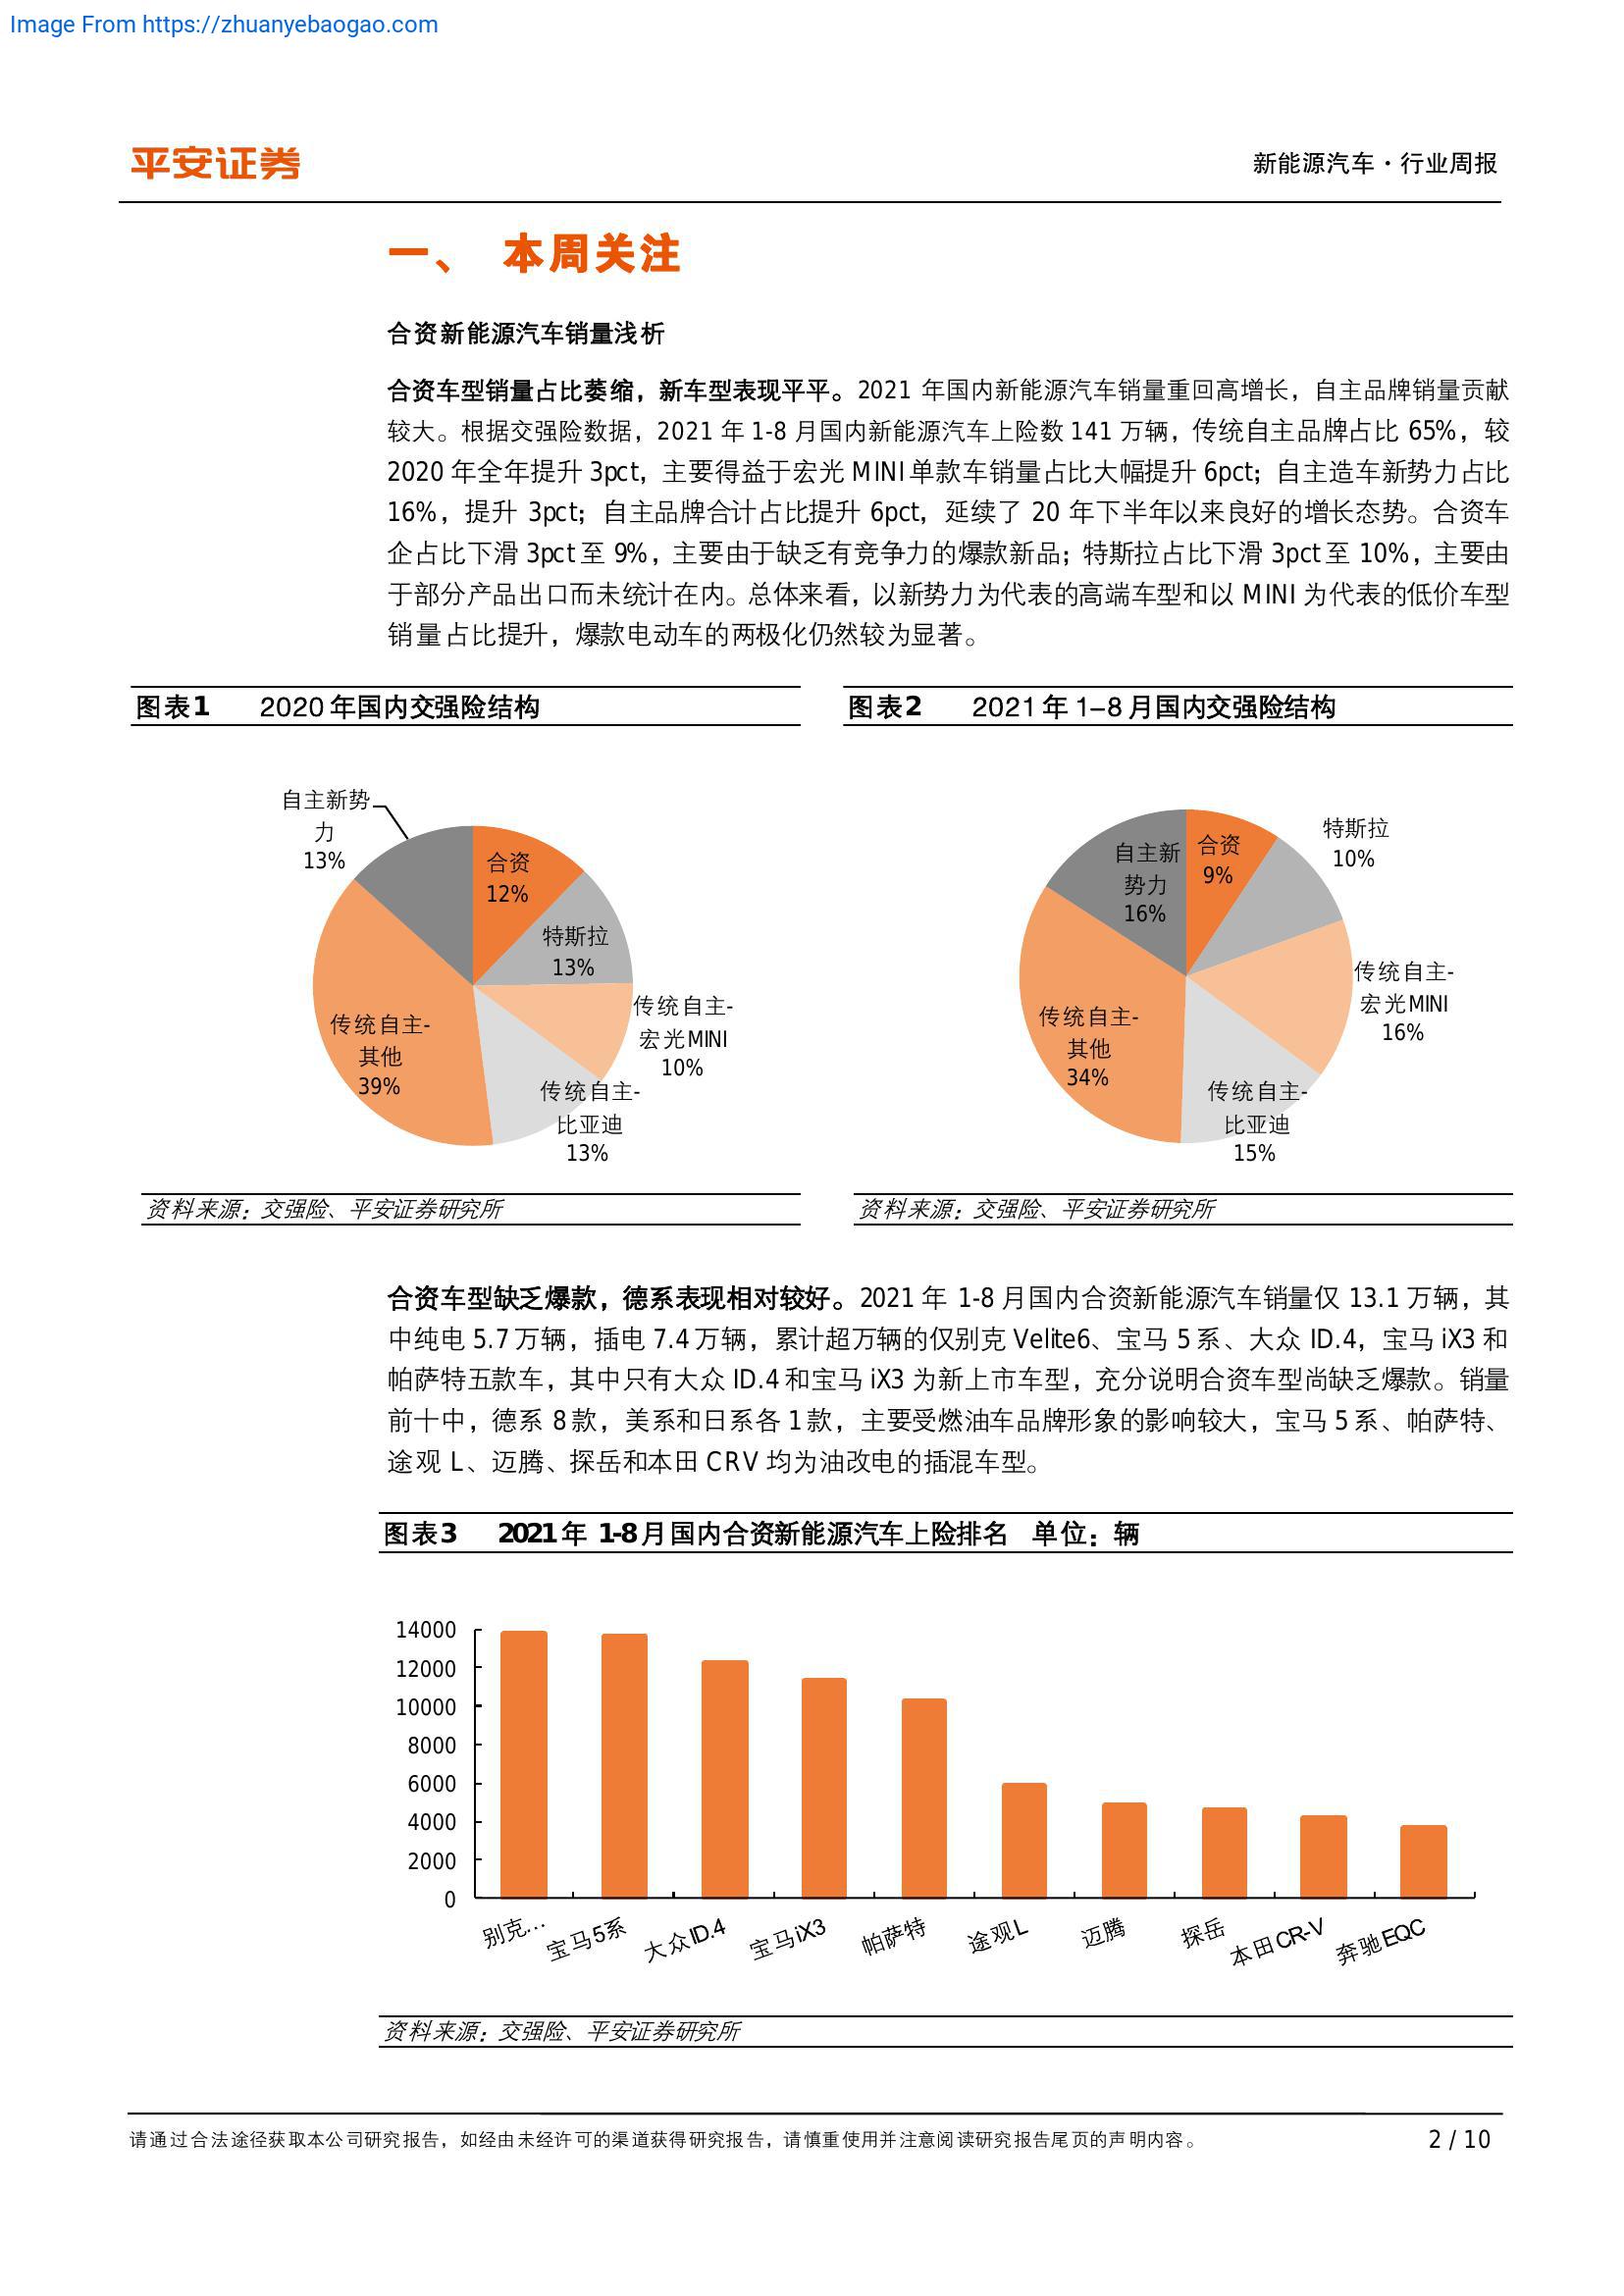 Image From https://zhuanyebaogao.com
平安证券
新能源汽车·行业周报
一、 本周关注
合资新能源汽车销量浅析
合资车型销量占比萎缩，新车型表现平平。2021 年国内新能源汽车销量重回高增长，自主品牌销量贡献
较大。根据交强险数据，2021 年 1-8 月国内新能源汽车上险数 141 万辆，传统自主品牌占比 65%，较
2020 年全年提升 3pct，主要得益于宏光 MINI 单款车销量占比大幅提升 6pct；自主造车新势力占比
16%，提升 3pct；自主品牌合计占比提升 6pct，延续了 20 年下半年以来良好的增长态势。合资车
企占比下滑 3pct 至 9%，主要由于缺乏有竞争力的爆款新品；特斯拉占比下滑 3pct 至 10%，主要由
于部分产品出口而未统计在内。总体来看，以新势力为代表的高端车型和以 MINI 为代表的低价车型
销量占比提升，爆款电动车的两极化仍然较为显著。
图表1 2020 年国内交强险结构
自主新势
力
13%
合资
12%
特斯拉
13%
传统自主-
宏光MINI
10%
传统自主-
比亚迪
13%
传统自主-
其他
39%
资料来源：交强险、平安证券研究所
图表2 2021 年 1–8 月国内交强险结构
自主新
势力
16%
合资
9%
特斯拉
10%
传统自主-
宏光MINI
16%
传统自主-
比亚迪
15%
传统自主-
其他
34%
资料来源：交强险、平安证券研究所
合资车型缺乏爆款，德系表现相对较好。2021 年 1-8 月国内合资新能源汽车销量仅 13.1 万辆，其
中纯电 5.7 万辆，插电 7.4 万辆，累计超万辆的仅别克 Velite6、宝马 5 系、大众 ID.4，宝马 iX3 和
帕萨特五款车，其中只有大众 ID.4 和宝马 iX3 为新上市车型，充分说明合资车型尚缺乏爆款。销量
前十中，德系 8 款，美系和日系各 1 款，主要受燃油车品牌形象的影响较大，宝马 5 系、帕萨特、
途观 L、迈腾、探岳和本田 CRV 均为油改电的插混车型。
图表3 2021 年 1-8 月国内合资新能源汽车上险排名 单位：辆
14000
12000
10000
8000
6000
4000
2000
0
别克…
宝马5系
大众ID.4
宝马iX3
帕萨特
途观L
迈腾
探岳
本田CR-V
奔驰EQC
资料来源：交强险、平安证券研究所
请通过合法途径获取本公司研究报告，如经由未经许可的渠道获得研究报告，请慎重使用并注意阅读研究报告尾页的声明内容。
2 / 10